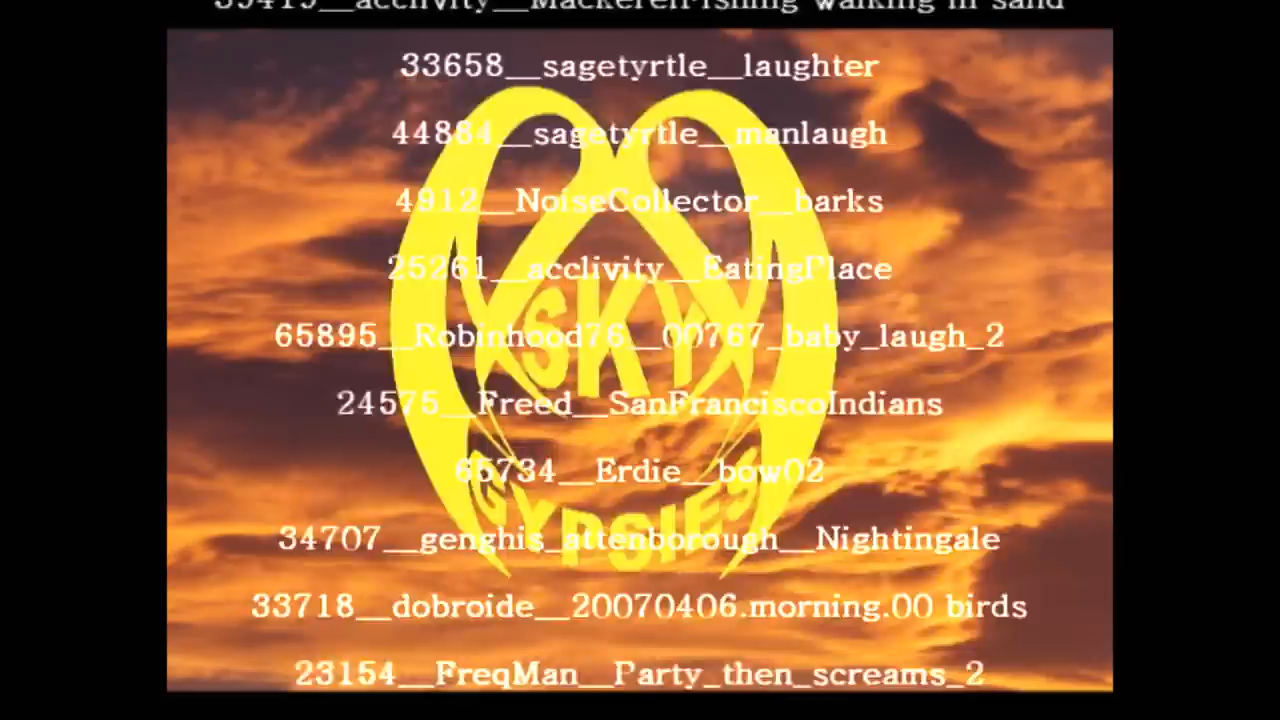 33658__sagetyrtle__laughter
44884__sagetyrtle__manlaugh
4912__NoiseCollector__barks
25261__acclivity__EatingPlace
65895__Robinhood76__00767_baby_laugh_2
24575__Freed__SanFranciscoIndians
65734__Erdie__bow02
34707__genghis_attenborough__Nightingale
33718__dobroide__20070406.morning.00 birds
23154__FreqMan__Party_then_screams_2
SKY
GYPSIES